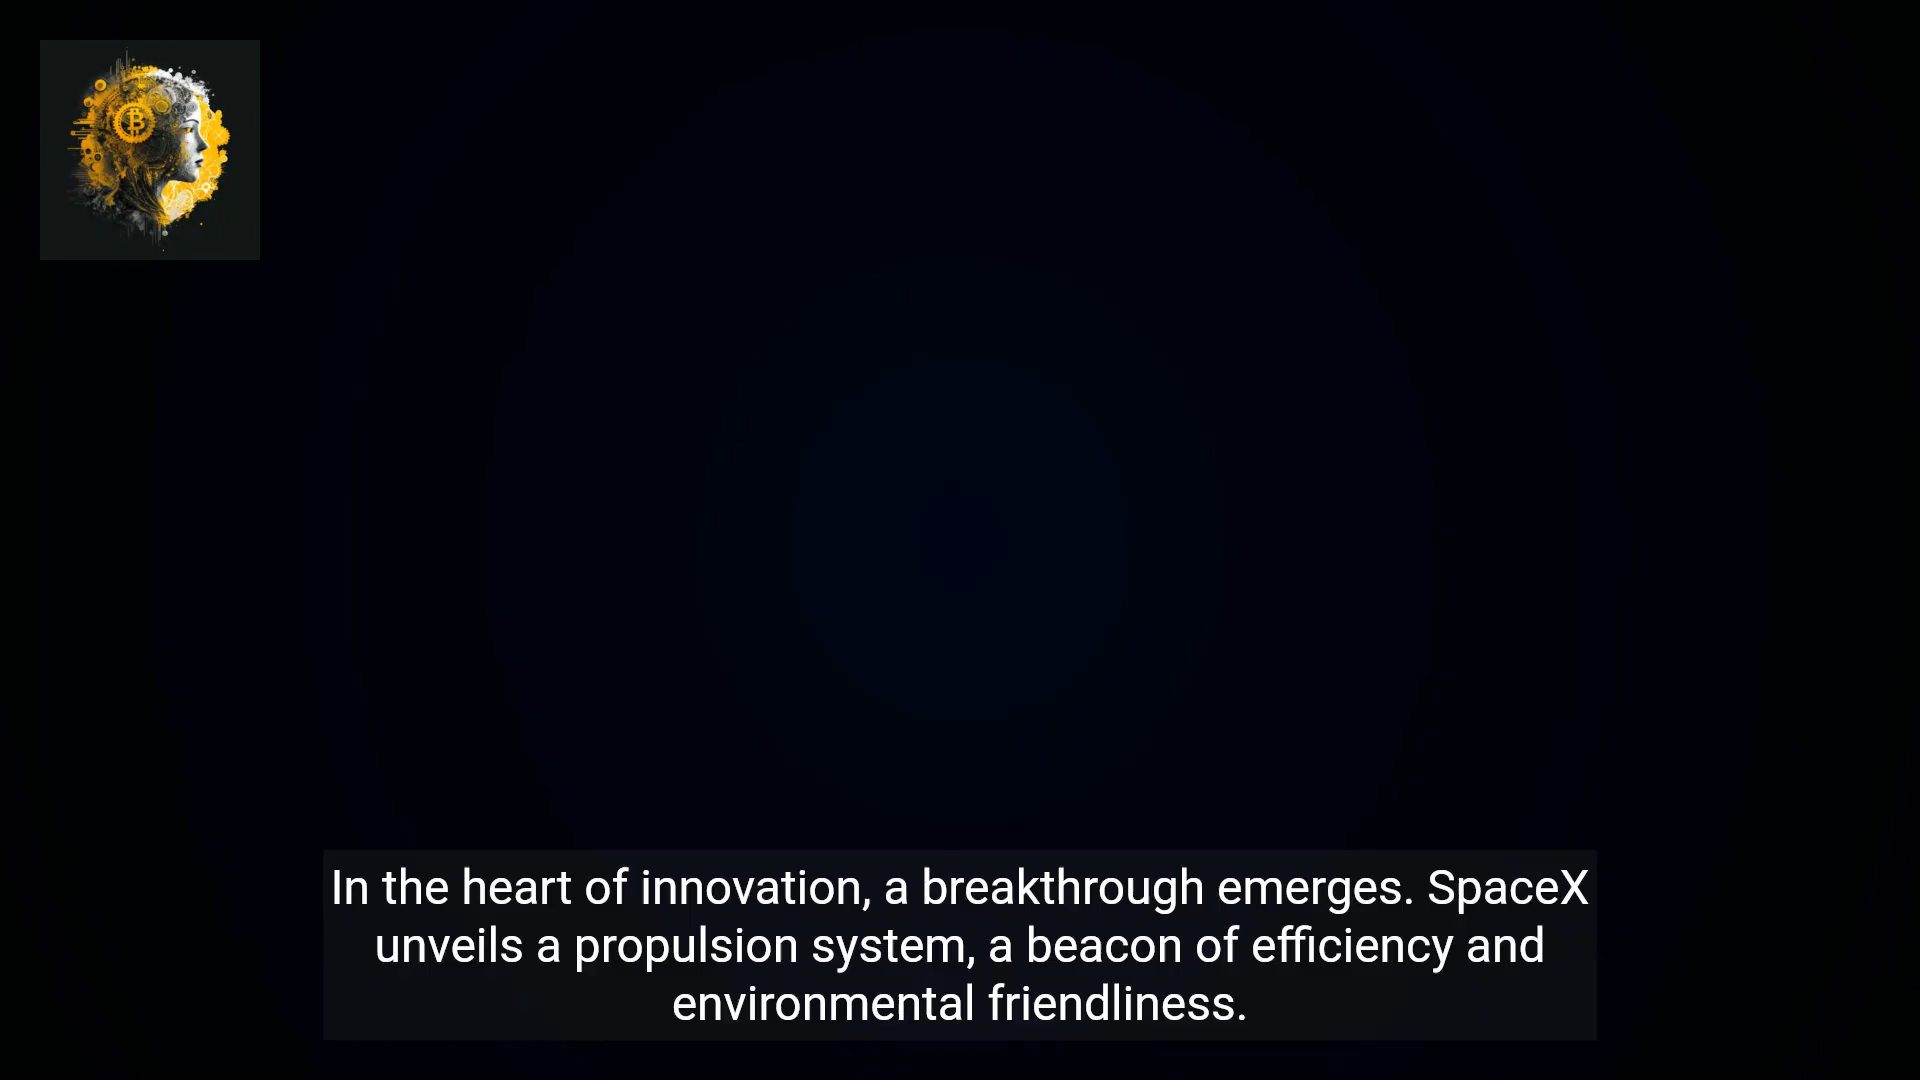 In the heart of innovation, a breakthrough emerges. SpaceX
unveils a propulsion system, a beacon of efficiency and
environmental friendliness.